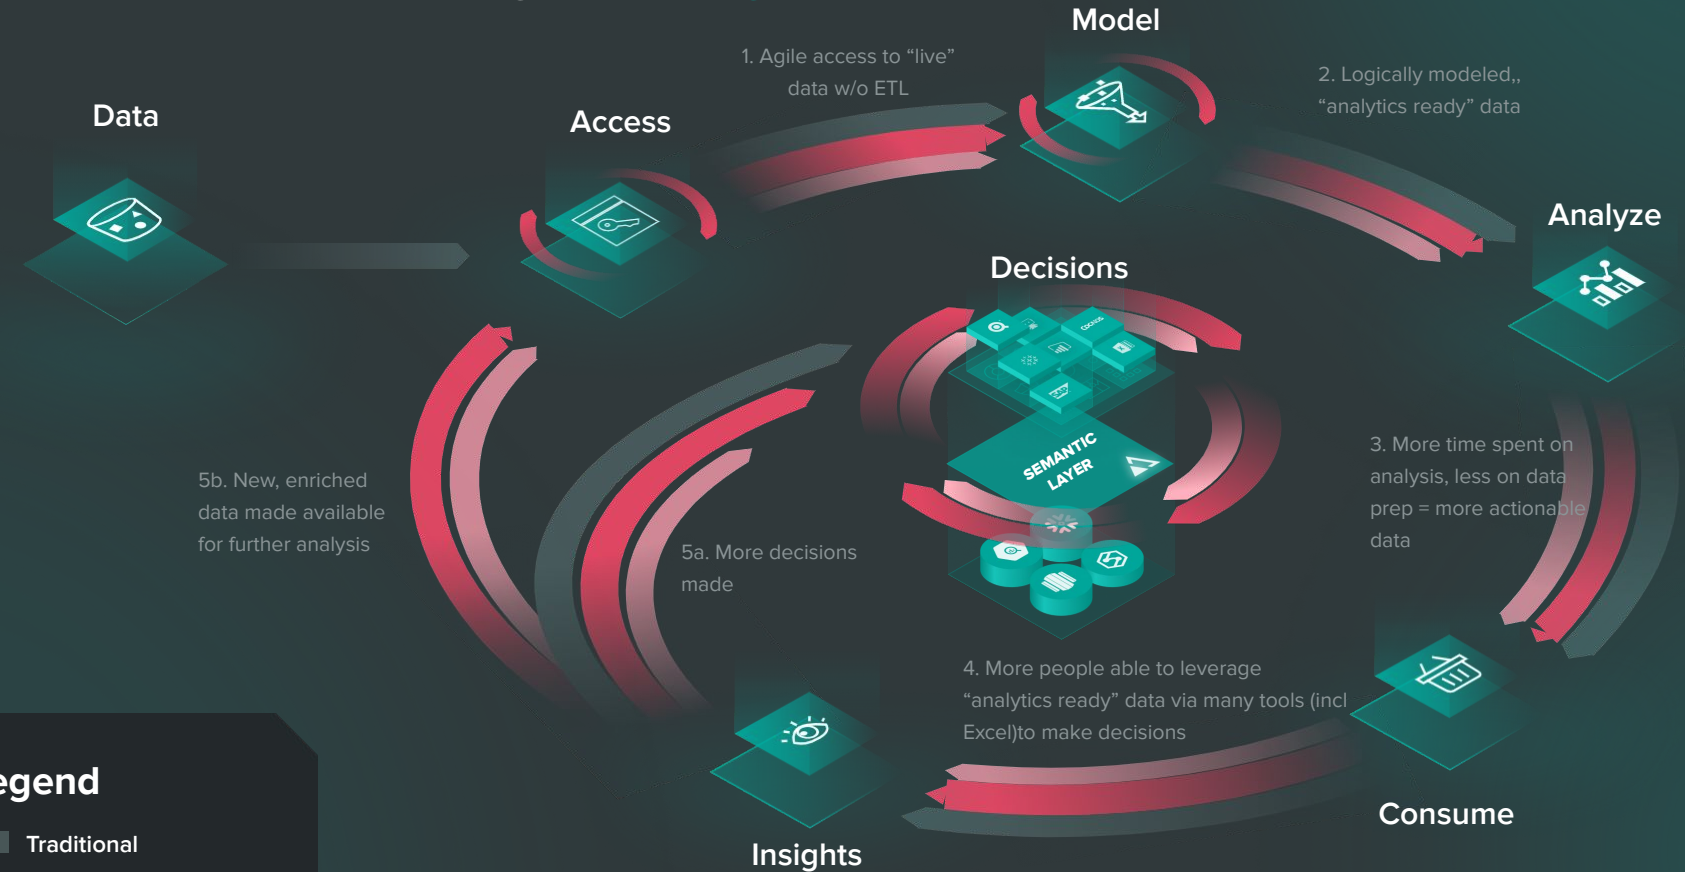 Model
1. Agile access to “live”
data w/o ETL
2. Logically modeled,,
“analytics ready” data
Data
Access
Analyze
Decisions
COGNOS
SEMANTIC
LAYER
3. More time spent on
analysis, less on data
prep = more actionable
data
5b. New, enriched
data made available
for further analysis
5a. More decisions
made
4. More people able to leverage
“analytics ready” data via many tools (incl
Excel)to make decisions
egend
Traditional
Consume
Insights